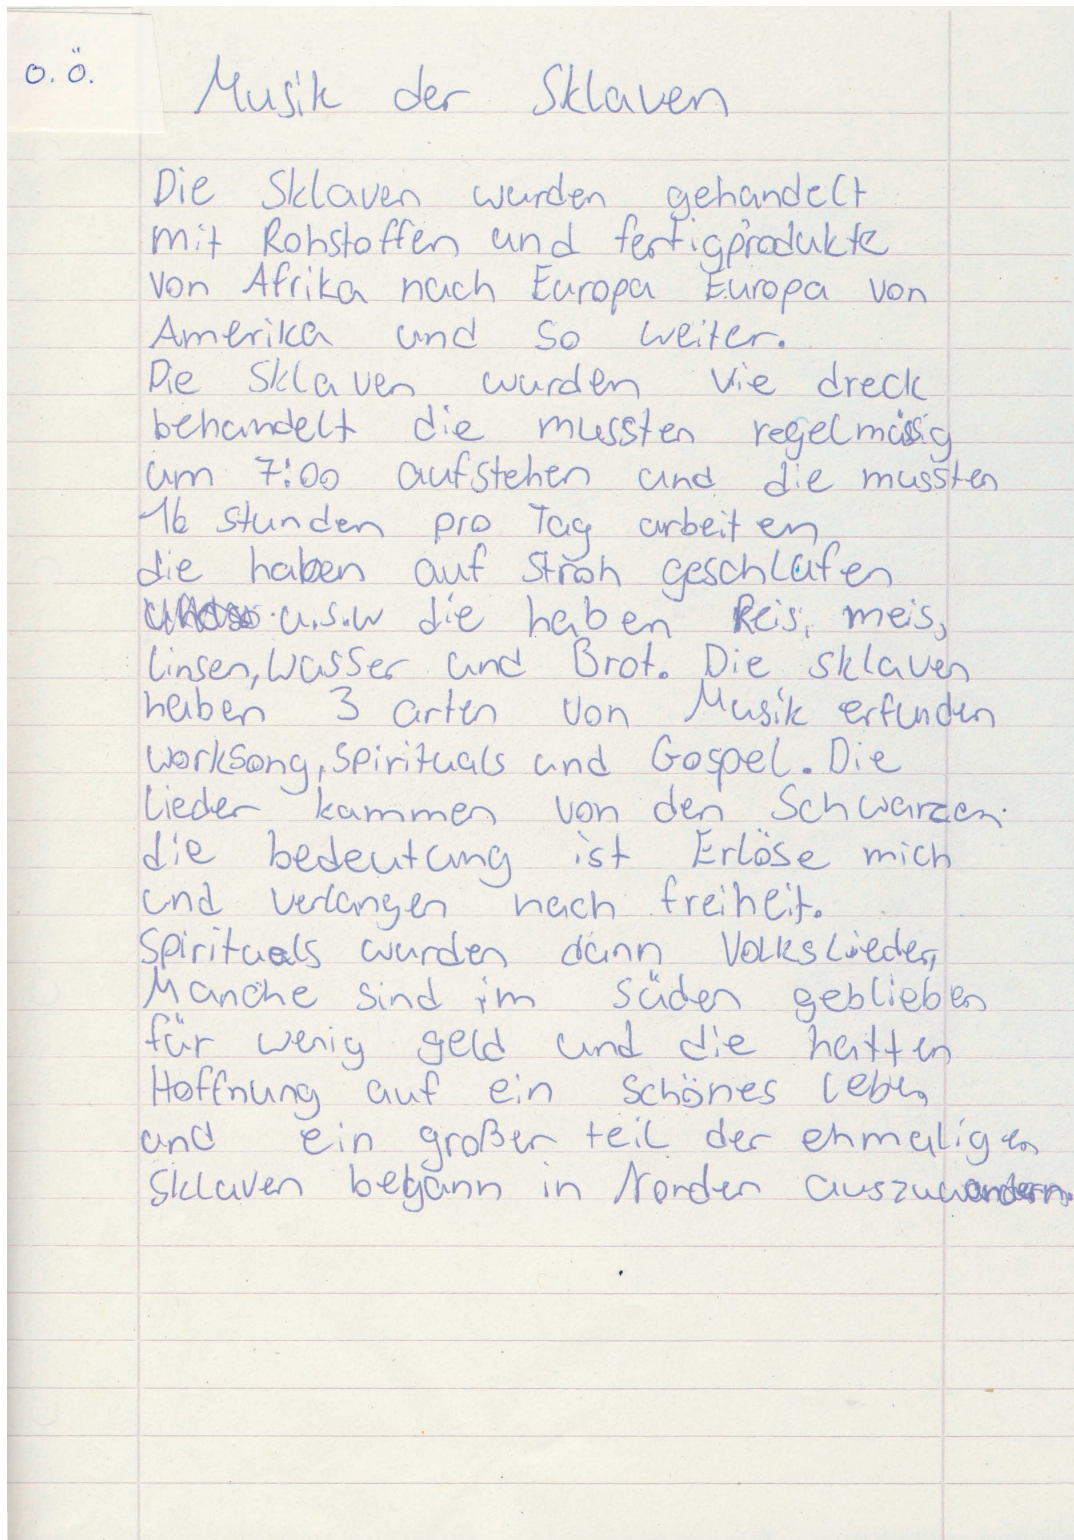 O. Ö.
Musik der Sklaven
Die Sklaven wurden gehandelt
mit Rohstoffen und fertigprodukte
von Afrika nach Europa Europa von
Amerika und so weiter.
Die Sklaven wurden vie dreck
behandelt die mussten regelmässig
um 7:00 aufstehen und die mussten
16 stunden pro Tag arbeiten
die haben auf Stroh geschlafen
u.s.w die haben Reis, meis,
linsen, Wasser und Brot. Die sklaven
haben 3 arten von Musik erfunden
worksong, spirituals und Gospel. Die
lieder kammen von den Schwarzen.
die bedeutung ist Erlöse mich
und verlangen nach freiheit.
spirituals wurden dann Volkslieder,
Manche sind im Süden geblieben
für wenig geld und die hatten
Hoffnung auf ein schönes leben
und ein großer teil der ehmaligen
sklaven begann in Norden auszuwandern.